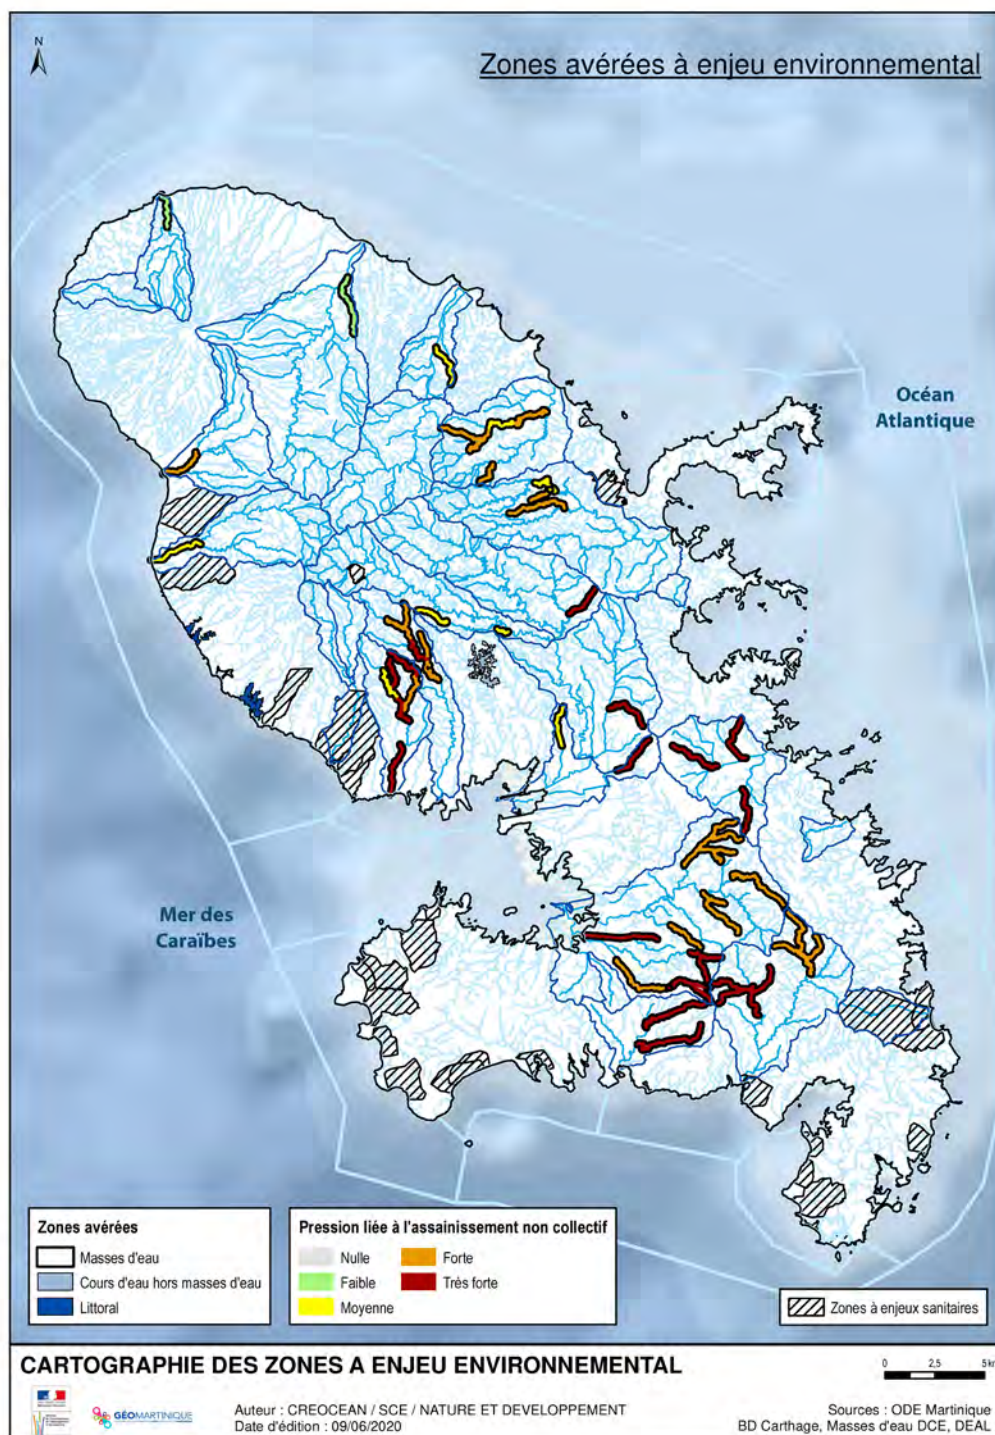 N
Zones avérées à enjeu environnemental
Océan
Atlantique
Mer des
Caraïbes
Zones avérées
Masses d'eau
Cours d'eau hors masses d'eau
Littoral
Pression liée à l'assainissement non collectif
Nulle
Faible
Moyenne
Forte
Très forte
Zones à enjeux sanitaires
CARTOGRAPHIE DES ZONES A ENJEU ENVIRONNEMENTAL
0 2,5 5 km
GÉOMARTINIQUE
Auteur : CREOCEAN / SCE / NATURE ET DEVELOPPEMENT
Date d'édition : 09/06/2020
Sources : ODE Martinique
BD Carthage, Masses d'eau DCE, DEAL